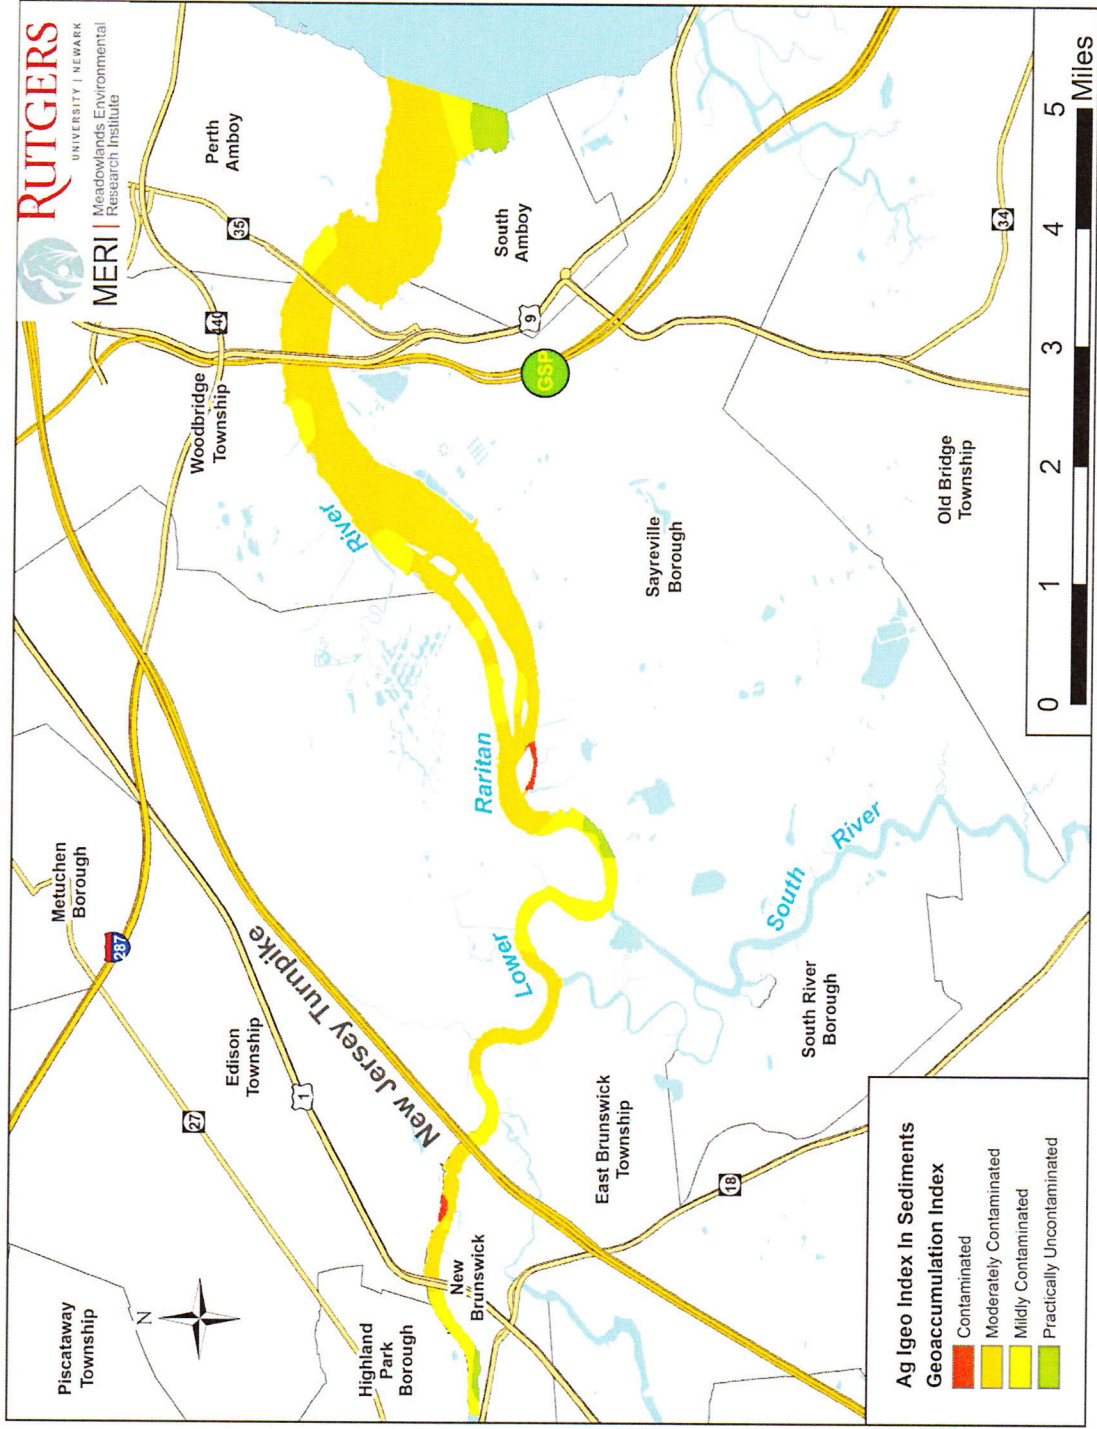 RUTGERS
UNIVERSITY | NEWARK
MERI | Meadowlands Environmental
Research Institute
Piscataway
Township
N
Metuchen
Borough
287
27
Edison
Township
1
New Jersey Turnpike
Highland
Park
Borough
New
Brunswick
18
East Brunswick
Township
South River
Borough
Lower
Raritan
River
South
River
Woodbridge
Township
440
35
Perth
Amboy
South
Amboy
9
GSP
Sayreville
Borough
Old Bridge
Township
34
Ag Igeo Index In Sediments
Geoaccumulation Index
Contaminated
Moderately Contaminated
Mildly Contaminated
Practically Uncontaminated
0 1 2 3 4 5
Miles